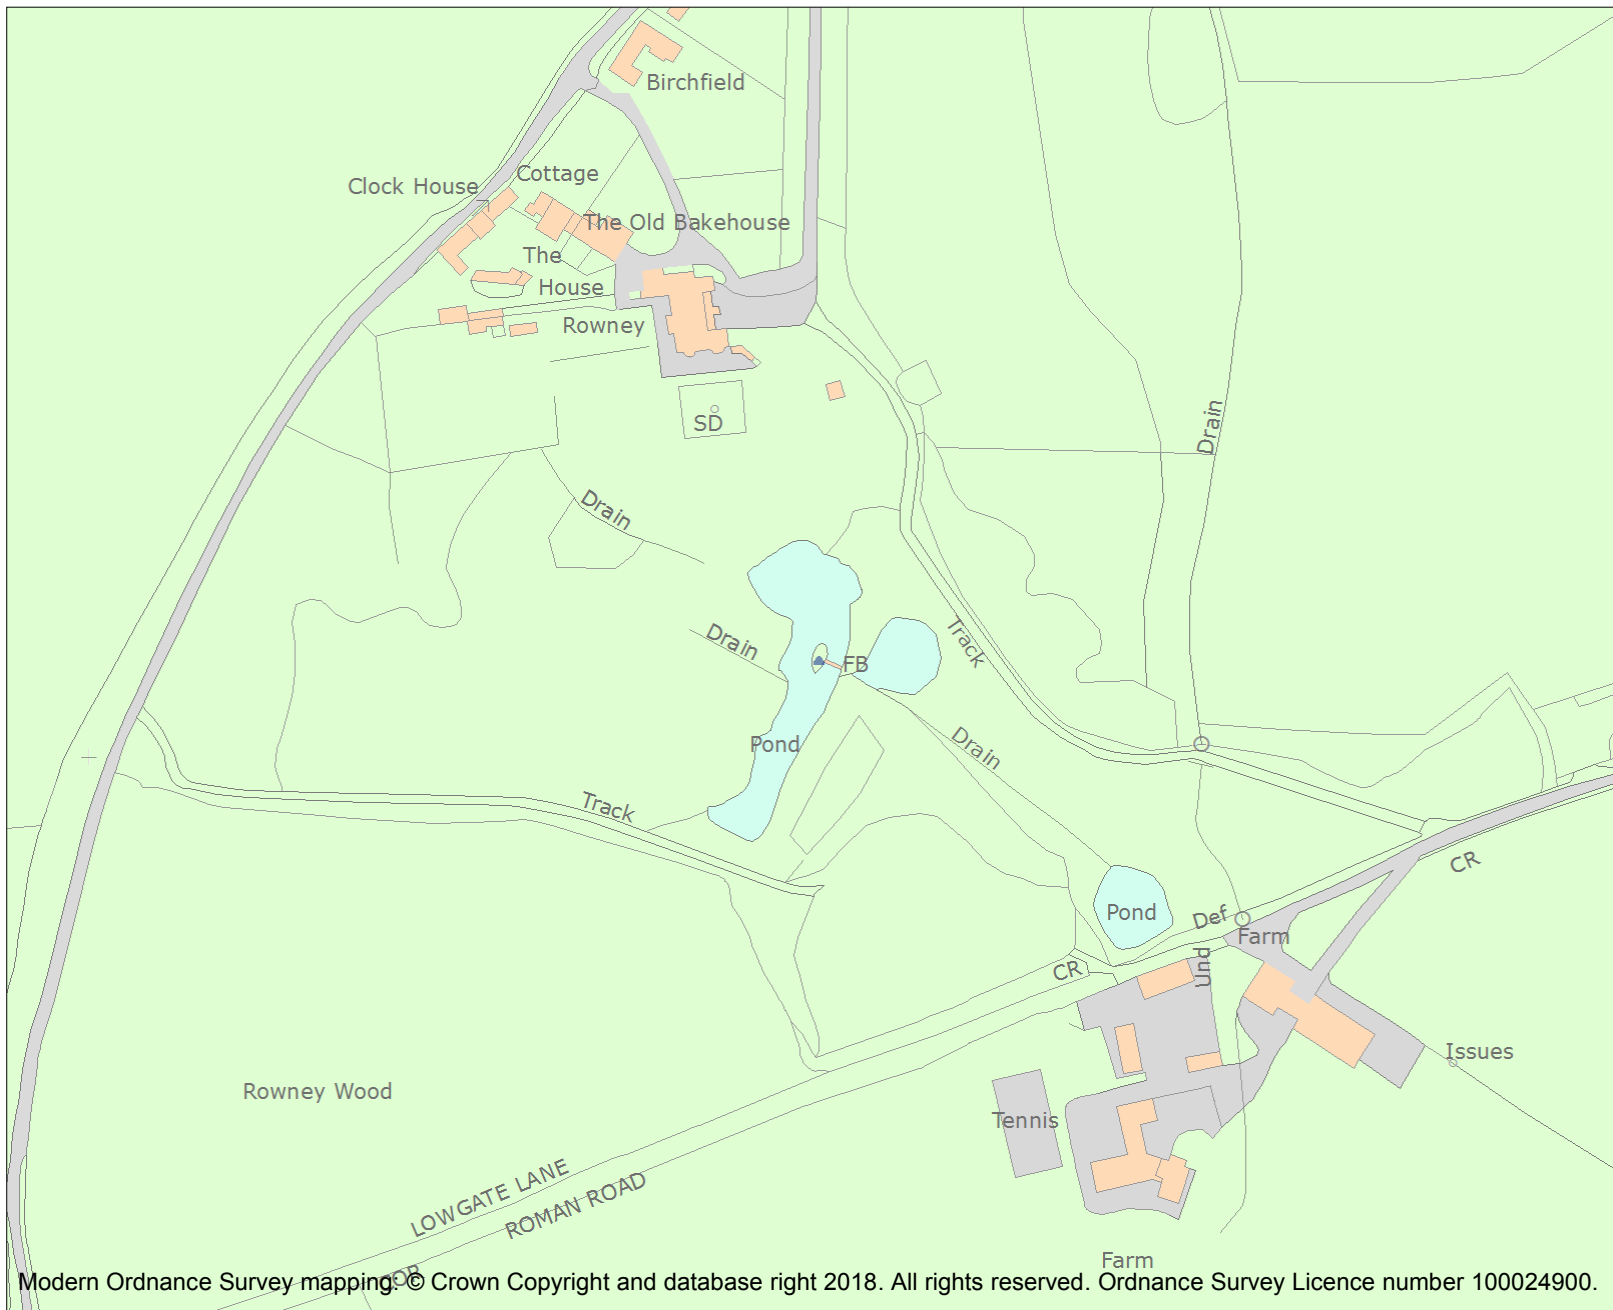 Birchfield
Cottage
Clock House
The Old Bakehouse
The
House
Rowney
SD
Drain
Drain
Drain
FB
Track
Pond
Drain
Track
CR
Pond
Def
Farm
Und
CR
Issues
Rowney Wood
Tennis
LOWGATE LANE
ROMAN ROAD
Farm
Modern Ordnance Survey mapping: © Crown Copyright and database right 2018. All rights reserved. Ordnance Survey Licence number 100024900.